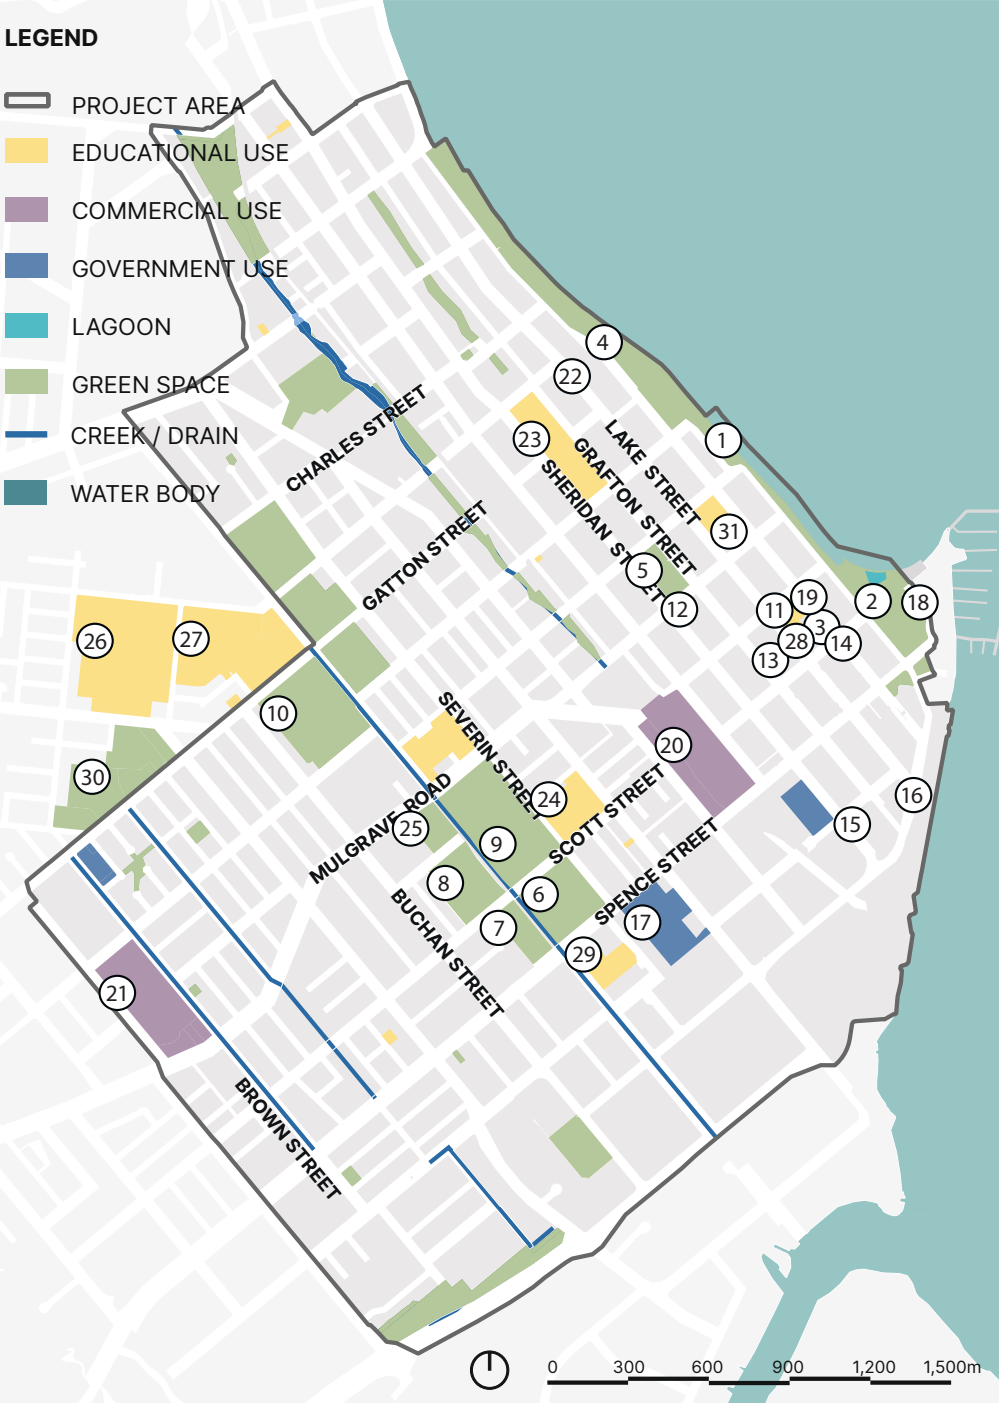 LEGEND
PROJECT AREA
EDUCATIONAL USE
COMMERCIAL USE
GOVERNMENT USE
LAGOON
GREEN SPACE
CREEK / DRAIN
WATER BODY
4
22
CHARLES STREET
LAKE STREET
1
23
GRAFTON STREET
SHERIDAN STREET
31
GATTON STREET
5
12
11
19
2
18
3
28
14
13
26
27
10
SEVERIN STREET
20
30
24
SCOTT STREET
16
15
MULGRAVE ROAD
25
9
SPENCE STREET
8
6
BUCHAN STREET
7
17
29
21
BROWN STREET
0 300 600 900 1,200 1,500m